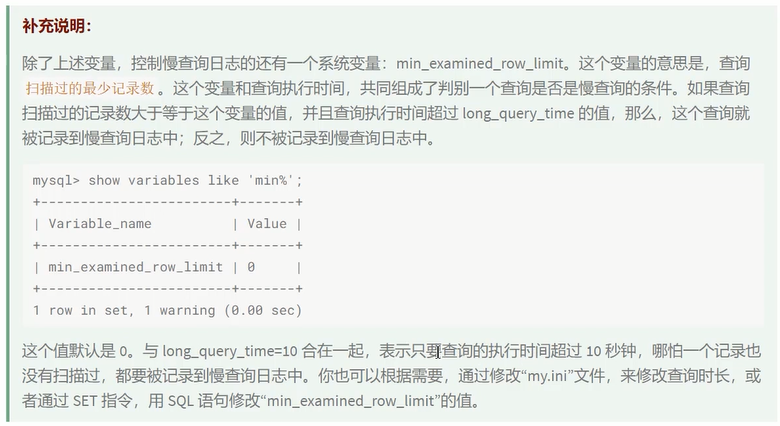 补充说明：
除了上述变量，控制慢查询日志的还有一个系统变量：min_examined_row_limit。这个变量的意思是，查询
扫描过的最少记录数。这个变量和查询执行时间，共同组成了判别一个查询是否是慢查询的条件。如果查询
扫描过的记录数大于等于这个变量的值，并且查询执行时间超过 long_query_time 的值，那么，这个查询就
被记录到慢查询日志中；反之，则不被记录到慢查询日志中。
mysql> show variables like 'min%';
+------------------------+-------+
| Variable_name          | Value |
+------------------------+-------+
| min_examined_row_limit | 0     |
+------------------------+-------+
1 row in set, 1 warning (0.00 sec)
这个值默认是 0。与 long_query_time=10 合在一起，表示只要查询的执行时间超过 10 秒钟，哪怕一个记录也
没有扫描过，都要被记录到慢查询日志中。你也可以根据需要，通过修改“my.ini”文件，来修改查询时长，或
者通过 SET 指令，用 SQL 语句修改“min_examined_row_limit”的值。